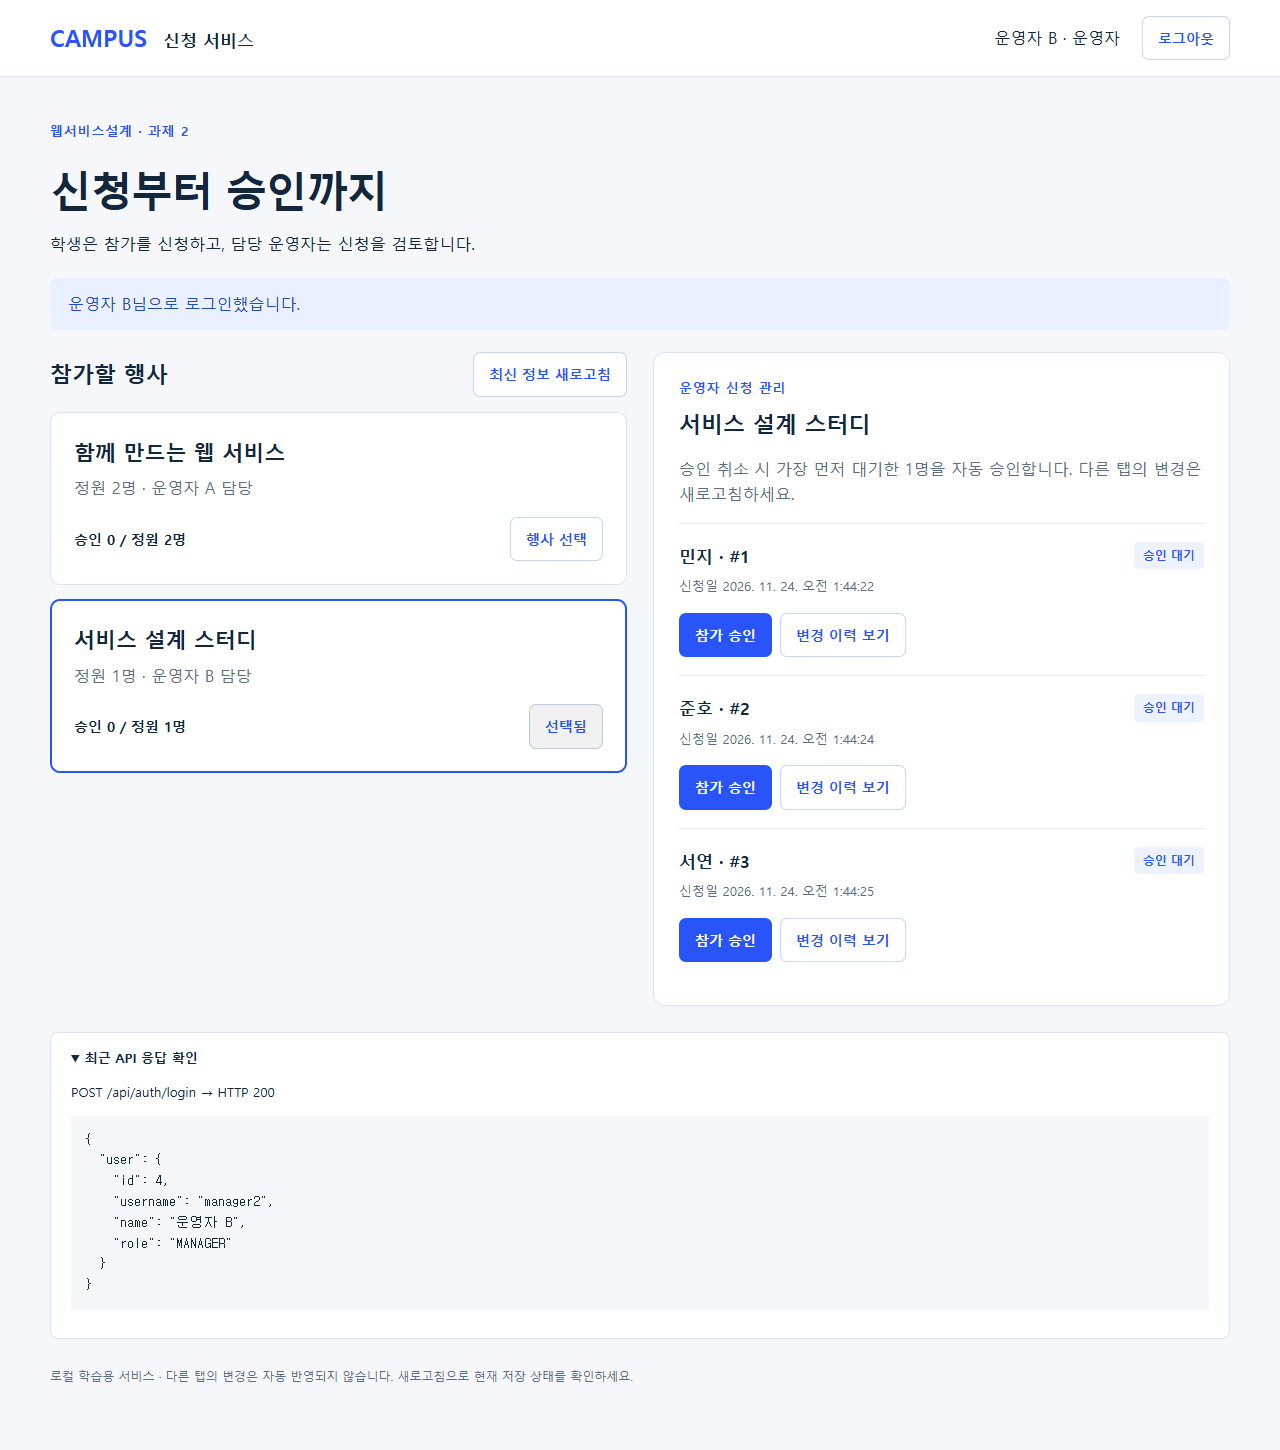 CAMPUS 신청 서비스
운영자 B · 운영자
로그아웃
웹서비스설계 · 과제 2
신청부터 승인까지
학생은 참가를 신청하고, 담당 운영자는 신청을 검토합니다.
운영자 B님으로 로그인했습니다.
참가할 행사
최신 정보 새로고침
함께 만드는 웹 서비스
정원 2명 · 운영자 A 담당
승인 0 / 정원 2명
행사 선택
서비스 설계 스터디
정원 1명 · 운영자 B 담당
승인 0 / 정원 1명
선택됨
운영자 신청 관리
서비스 설계 스터디
승인 취소 시 가장 먼저 대기한 1명을 자동 승인합니다. 다른 탭의 변경은
새로고침하세요.
민지 · #1
승인 대기
신청일 2026. 11. 24. 오전 1:44:22
참가 승인
변경 이력 보기
준호 · #2
승인 대기
신청일 2026. 11. 24. 오전 1:44:24
참가 승인
변경 이력 보기
서연 · #3
승인 대기
신청일 2026. 11. 24. 오전 1:44:25
참가 승인
변경 이력 보기
▼ 최근 API 응답 확인
POST /api/auth/login → HTTP 200
{
  "user": {
    "id": 4,
    "username": "manager2",
    "name": "운영자 B",
    "role": "MANAGER"
  }
}
로컬 학습용 서비스 · 다른 탭의 변경은 자동 반영되지 않습니다. 새로고침으로 현재 저장 상태를 확인하세요.